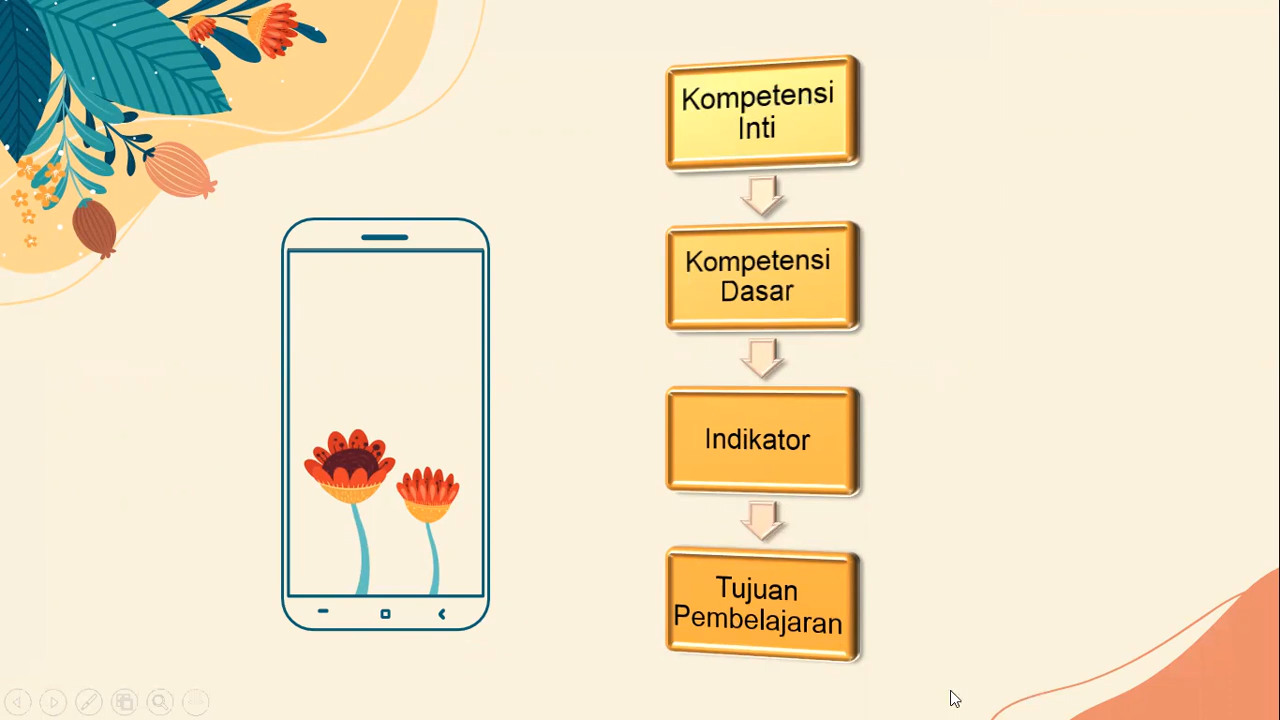 Kompetensi
Inti
Kompetensi
Dasar
Indikator
Tujuan
Pembelajaran